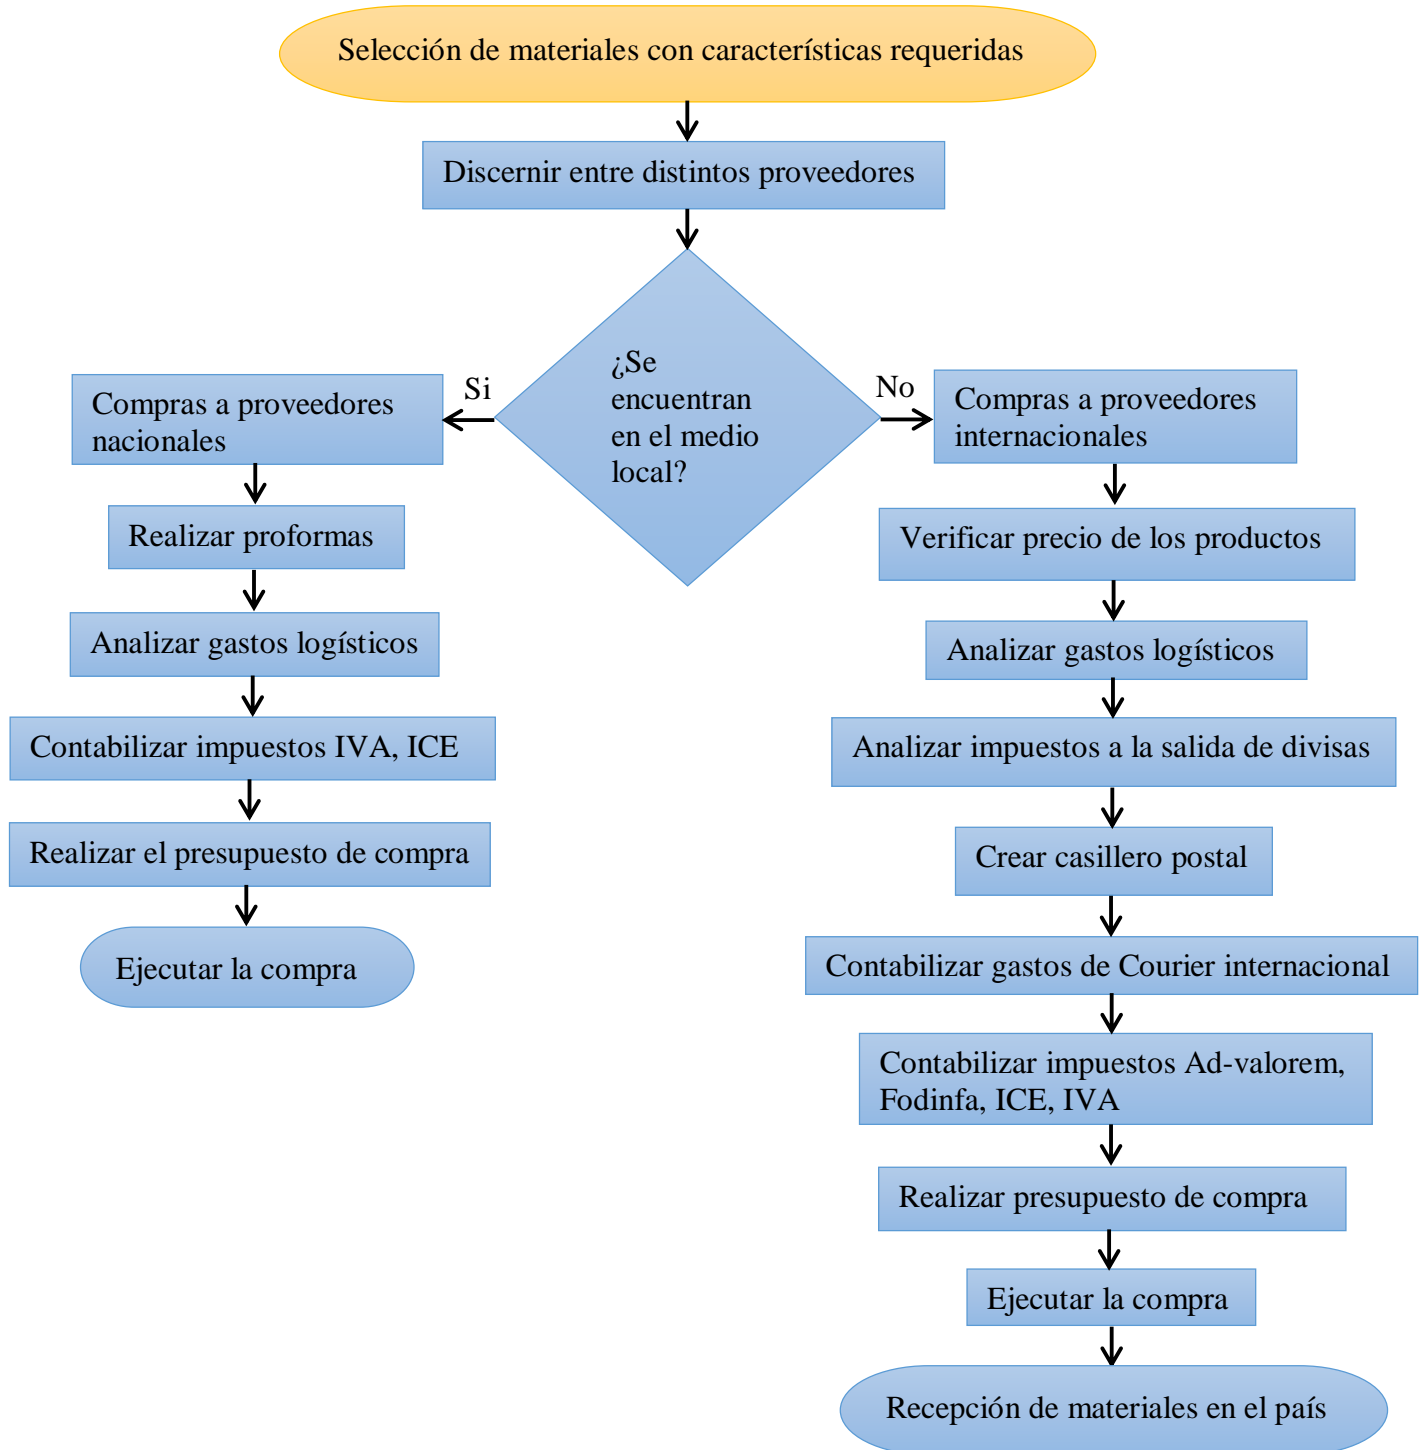 Selección de materiales con características requeridas
Discernir entre distintos proveedores
¿Se
encuentran
en el medio
local?
Si
Compras a proveedores
nacionales
Realizar proformas
Analizar gastos logísticos
Contabilizar impuestos IVA, ICE
Realizar el presupuesto de compra
Ejecutar la compra
No
Compras a proveedores
internacionales
Verificar precio de los productos
Analizar gastos logísticos
Analizar impuestos a la salida de divisas
Crear casillero postal
Contabilizar gastos de Courier internacional
Contabilizar impuestos Ad-valorem,
Fodinfa, ICE, IVA
Realizar presupuesto de compra
Ejecutar la compra
Recepción de materiales en el país